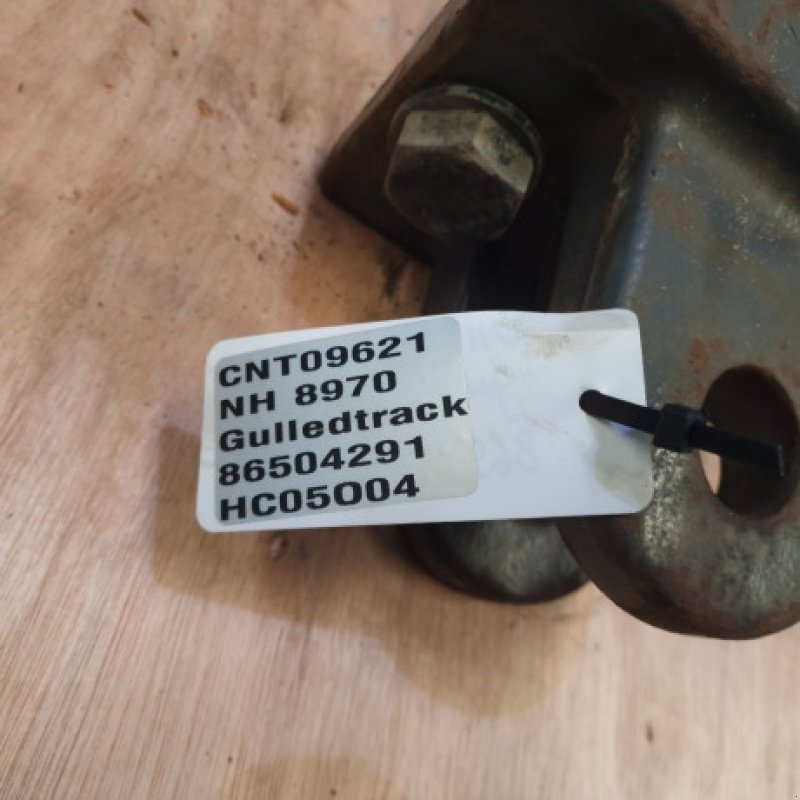 CNT09621
NH 8970
Gulledtrack
86504291
HC05O04